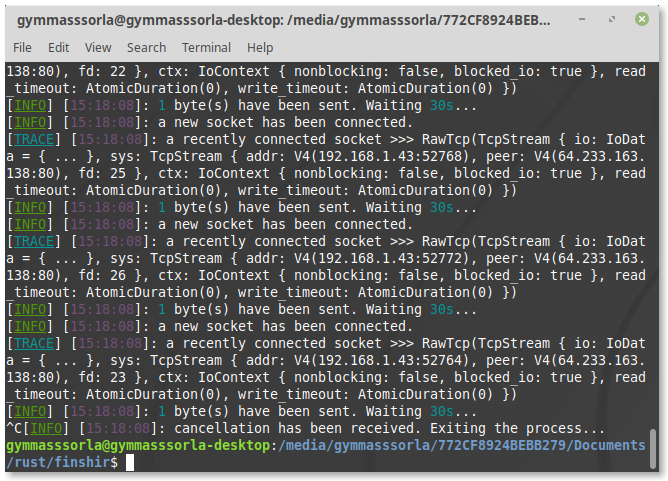 gymmasssorla@gymmasssorla-desktop: /media/gymmasssorla/772CF8924BEB...
File Edit View Search Terminal Help
138:80), fd: 22 }, ctx: IoContext { nonblocking: false, blocked_io: true }, read
_timeout: AtomicDuration(0), write_timeout: AtomicDuration(0) })
[INFO] [15:18:08]: 1 byte(s) have been sent. Waiting 30s...
[INFO] [15:18:08]: a new socket has been connected.
[TRACE] [15:18:08]: a recently connected socket >>> RawTcp(TcpStream { io: IoDat
a = { ... }, sys: TcpStream { addr: V4(192.168.1.43:52768), peer: V4(64.233.163.
138:80), fd: 25 }, ctx: IoContext { nonblocking: false, blocked_io: true }, read
_timeout: AtomicDuration(0), write_timeout: AtomicDuration(0) })
[INFO] [15:18:08]: 1 byte(s) have been sent. Waiting 30s...
[INFO] [15:18:08]: a new socket has been connected.
[TRACE] [15:18:08]: a recently connected socket >>> RawTcp(TcpStream { io: IoDat
a = { ... }, sys: TcpStream { addr: V4(192.168.1.43:52772), peer: V4(64.233.163.
138:80), fd: 26 }, ctx: IoContext { nonblocking: false, blocked_io: true }, read
_timeout: AtomicDuration(0), write_timeout: AtomicDuration(0) })
[INFO] [15:18:08]: 1 byte(s) have been sent. Waiting 30s...
[INFO] [15:18:08]: a new socket has been connected.
[TRACE] [15:18:08]: a recently connected socket >>> RawTcp(TcpStream { io: IoDat
a = { ... }, sys: TcpStream { addr: V4(192.168.1.43:52764), peer: V4(64.233.163.
138:80), fd: 23 }, ctx: IoContext { nonblocking: false, blocked_io: true }, read
_timeout: AtomicDuration(0), write_timeout: AtomicDuration(0) })
[INFO] [15:18:08]: 1 byte(s) have been sent. Waiting 30s...
^C[INFO] [15:18:08]: cancellation has been received. Exiting the process...
gymmasssorla@gymmasssorla-desktop:/media/gymmasssorla/772CF8924BEBB279/Documents
/rust/finshir$